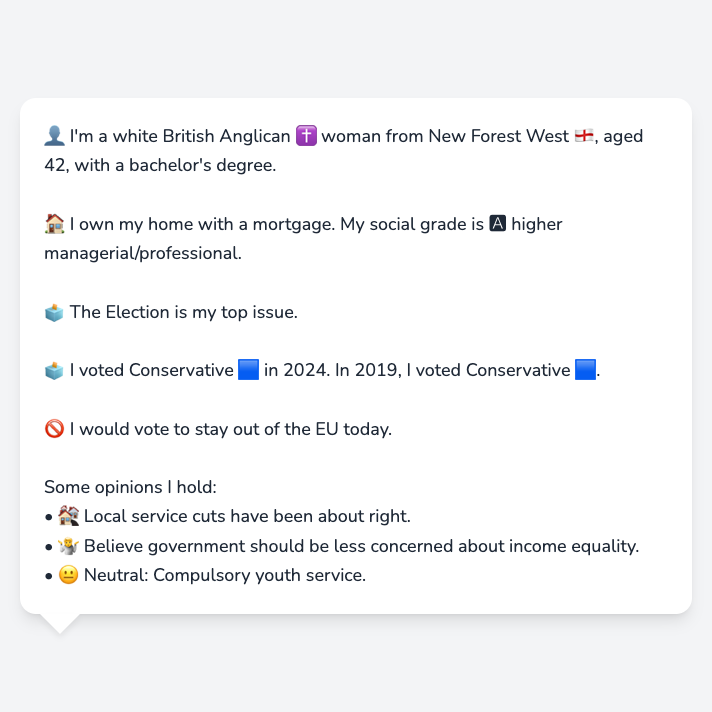 👤 I'm a white British Anglican ✝️ woman from New Forest West 🏴󠁧󠁢󠁥󠁮󠁧󠁿, aged
42, with a bachelor's degree.
🏠 I own my home with a mortgage. My social grade is 🅰 higher
managerial/professional.
🗳️ The Election is my top issue.
🗳️ I voted Conservative 🟦 in 2024. In 2019, I voted Conservative 🟦.
🚫 I would vote to stay out of the EU today.
Some opinions I hold:
• 🏚️ Local service cuts have been about right.
• 🤷 Believe government should be less concerned about income equality.
• 😐 Neutral: Compulsory youth service.